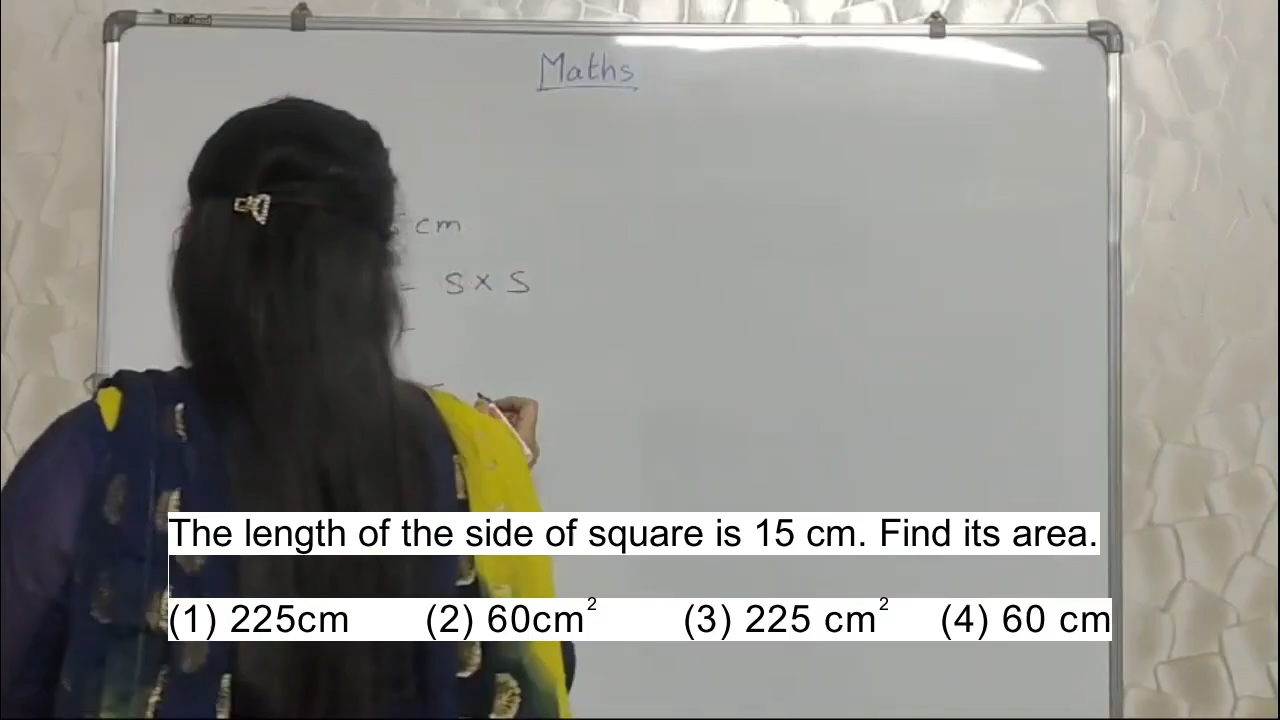 Maths
cm
= S × S
The length of the side of square is 15 cm. Find its area.
(1) 225cm (2) 60cm² (3) 225 cm² (4) 60 cm